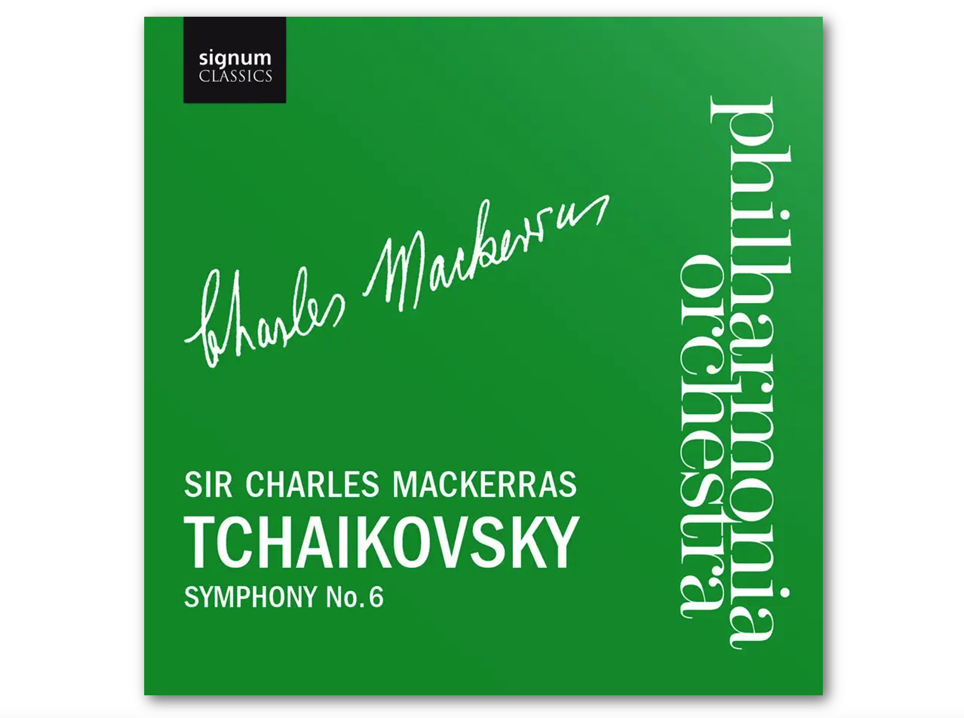 signum
CLASSICS
Charles Mackerras
SIR CHARLES MACKERRAS
TCHAIKOVSKY
SYMPHONY No. 6
philharmonia
orchestra